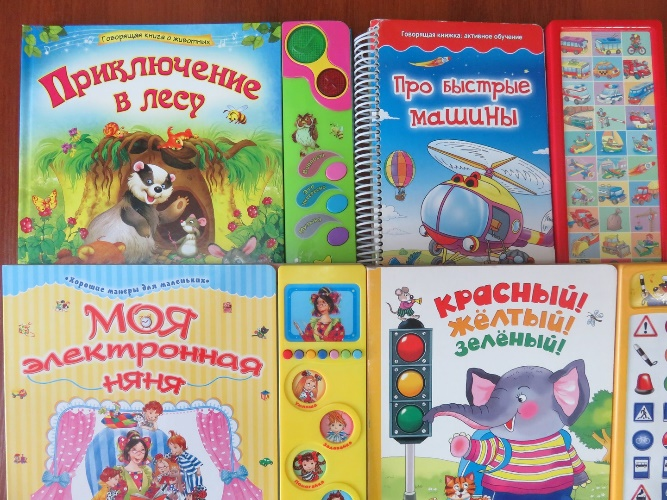 Говорящая книга о животных
Приключение
в лесу
Говорящая книжка: активное обучение
Про быстрые
машины
«Хорошие манеры для маленьких»
МОЯ
электронная
няня
Красный!
жёлтый!
зелёный!